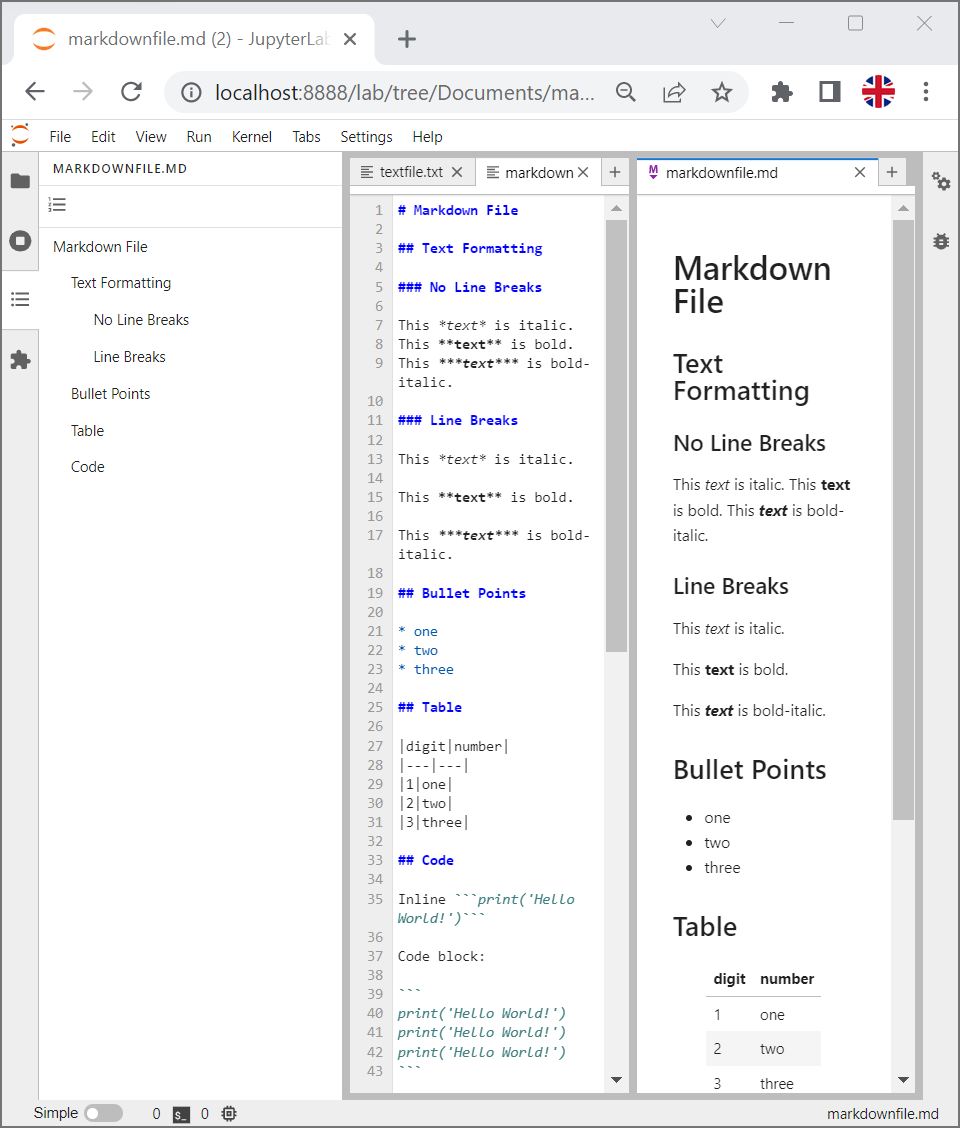 markdownfile.md (2) - JupyterLab
localhost:8888/lab/tree/Documents/ma...
File Edit View Run Kernel Tabs Settings Help
MARKDOWNFILE.MD
Markdown File
Text Formatting
No Line Breaks
Line Breaks
Bullet Points
Table
Code
textfile.txt
markdown
1 # Markdown File
2
3 ## Text Formatting
4
5 ### No Line Breaks
6
7 This *text* is italic.
8 This **text** is bold.
9 This ***text*** is bold-
italic.
10
11 ### Line Breaks
12
13 This *text* is italic.
14
15 This **text** is bold.
16
17 This ***text*** is bold-
italic.
18
19 ## Bullet Points
20
21 * one
22 * two
23 * three
24
25 ## Table
26
27 |digit|number|
28 |---|---|
29 |1|one|
30 |2|two|
31 |3|three|
32
33 ## Code
34
35 Inline ```print('Hello
World!')```
36
37 Code block:
38
39 ```
40 print('Hello World!')
41 print('Hello World!')
42 print('Hello World!')
43 ```
markdownfile.md
Markdown
File
Text
Formatting
No Line Breaks
This text is italic. This text
is bold. This text is bold-
italic.
Line Breaks
This text is italic.
This text is bold.
This text is bold-italic.
Bullet Points
• one
• two
• three
Table
digit number
1 one
2 two
3 three
Simple 0 0 markdownfile.md